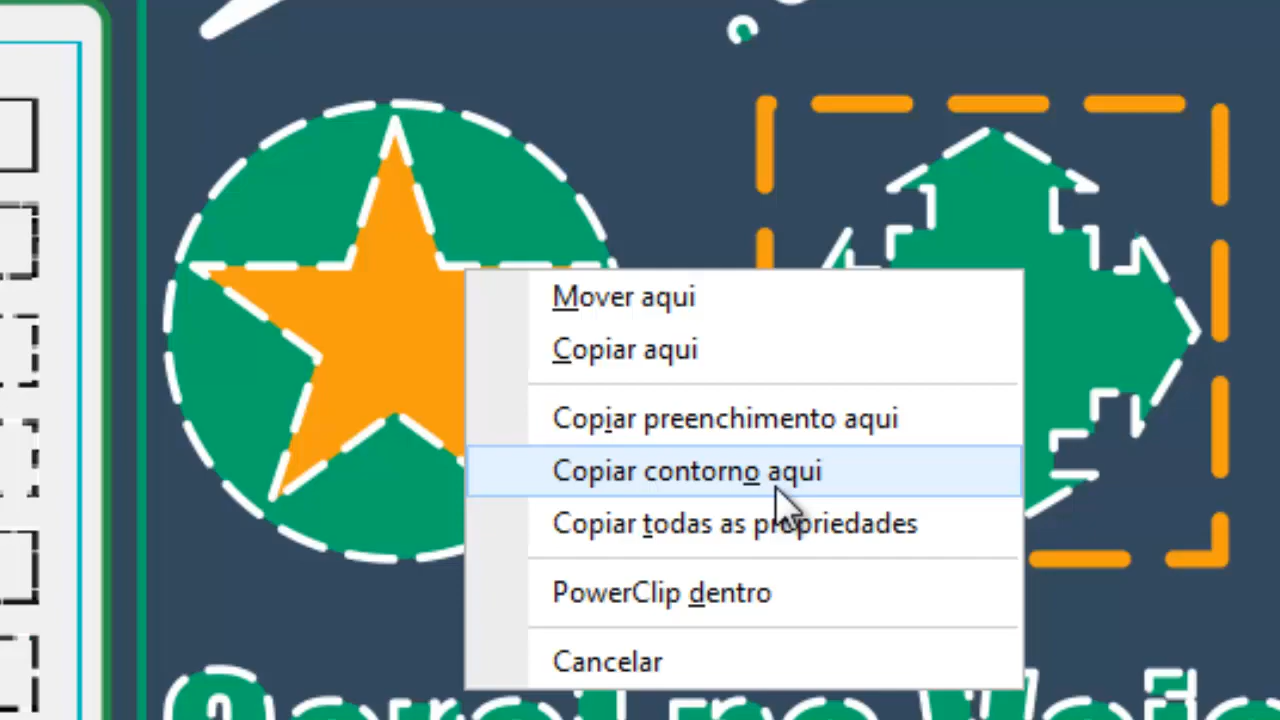 Mover aqui
Copiar aqui
Copiar preenchimento aqui
Copiar contorno aqui
Copiar todas as propriedades
PowerClip dentro
Cancelar